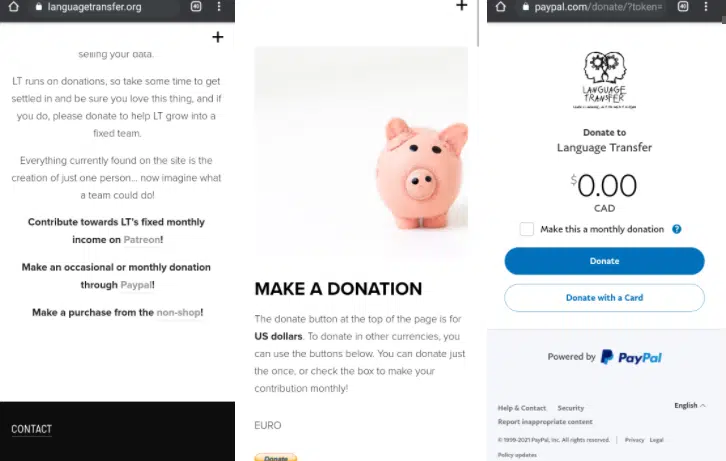 languagetransfer.org
selling your data.
LT runs on donations, so take some time to get
settled in and be sure you love this thing, and if
you do, please donate to help LT grow into a
fixed team.
Everything currently found on the site is the
creation of just one person... now imagine what
a team could do!
Contribute towards LT's fixed monthly
income on Patreon!
Make an occasional or monthly donation
through Paypal!
Make a purchase from the non-shop!
CONTACT
+
MAKE A DONATION
The donate button at the top of the page is for
US dollars. To donate in other currencies, you
can use the buttons below. You can donate just
the once, or check the box to make your
contribution monthly!
EURO
Donate
paypal.com/donate/?token=
LANGUAGE
TRANSFER
Donate to
Language Transfer
$0.00
CAD
Make this a monthly donation ?
Donate
Donate with a Card
Powered by PayPal
Help & Contact Security
English
Report inappropriate content
© 1999-2021 PayPal, Inc. All rights reserved. | Privacy Legal
Policy updates